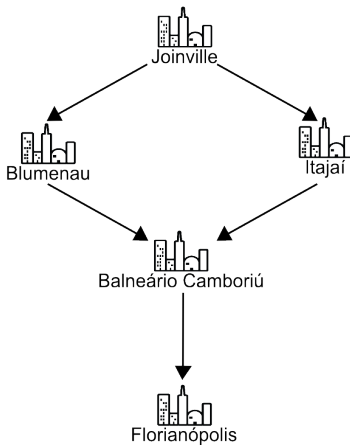 Joinville
Blumenau
Itajaí
Balneário Camboriú
Florianópolis